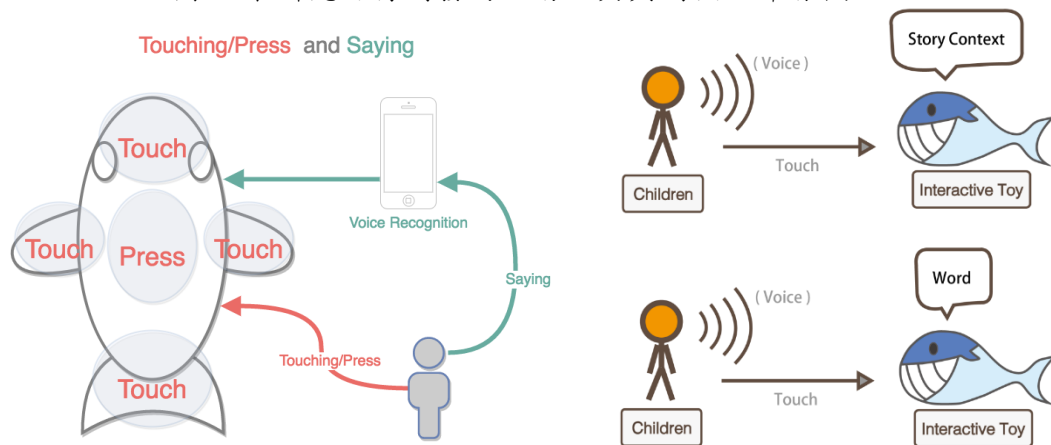 Touching/Press and Saying
Touch
Touch
Press
Touch
Touch
Voice Recognition
Saying
Touching/Press
Story Context
( Voice )
Touch
Children
Interactive Toy
Word
( Voice )
Touch
Children
Interactive Toy